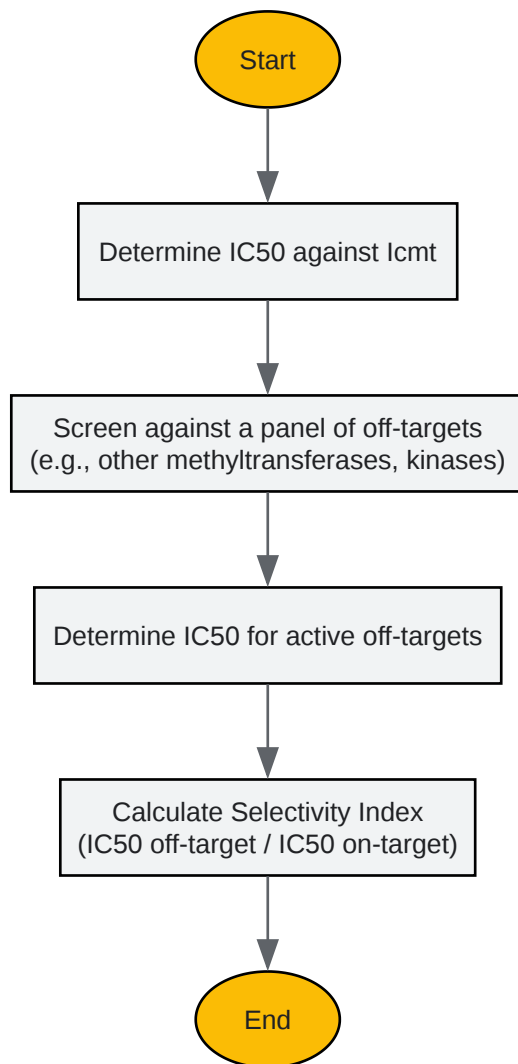 Start
Determine IC50 against Icmt
Screen against a panel of off-targets
(e.g., other methyltransferases, kinases)
Determine IC50 for active off-targets
Calculate Selectivity Index
(IC50 off-target / IC50 on-target)
End